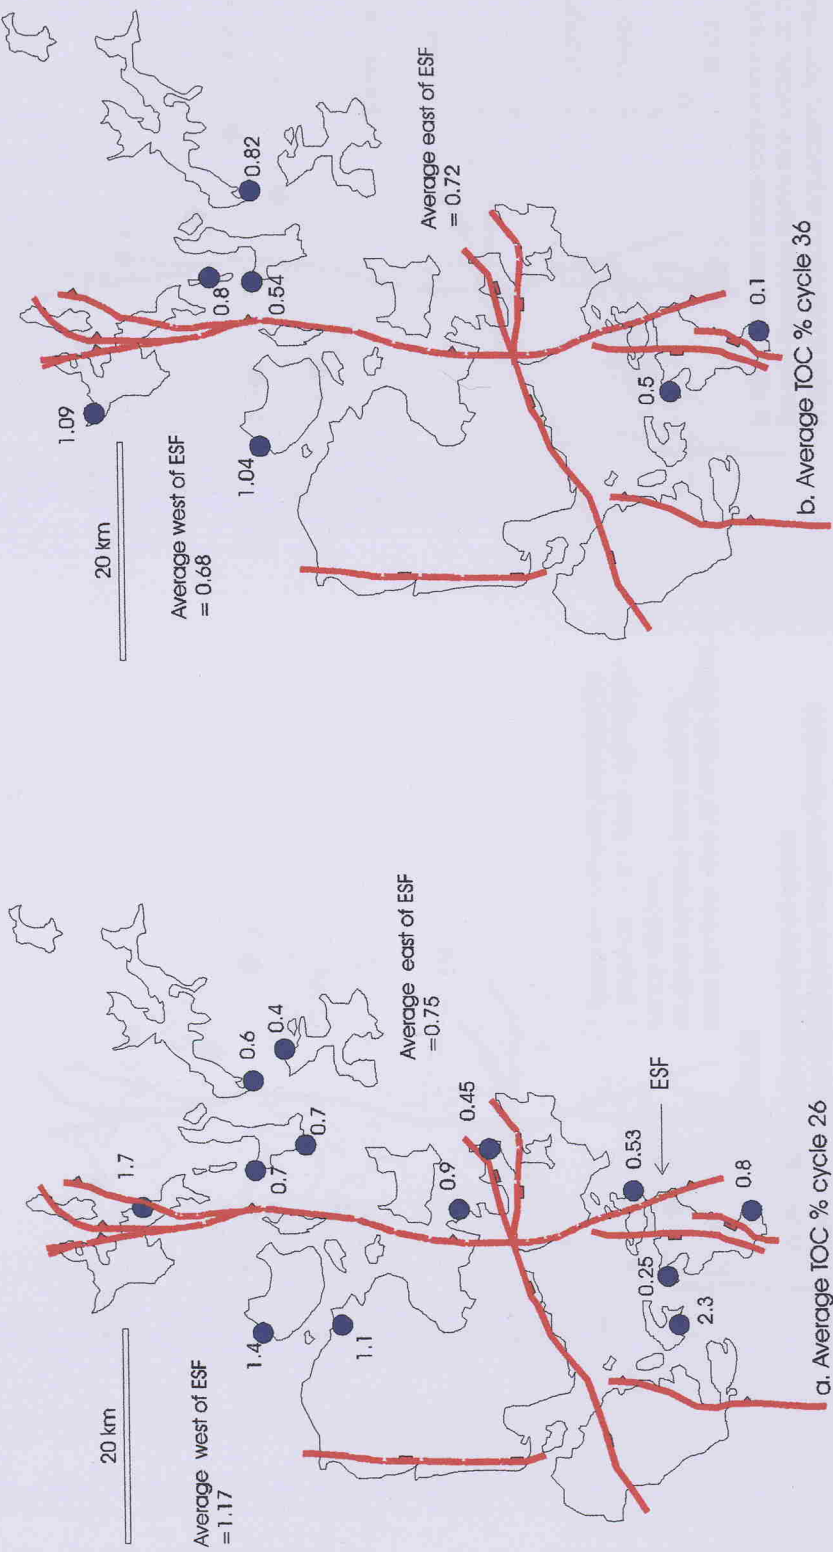 Average west of ESF
=1.17
20 km
1.7
1.4
1.1
0.7
0.7
0.6
0.4
Average east of ESF
=0.75
0.9
0.45
0.53
ESF
0.25
2.3
0.8
a. Average TOC % cycle 26
20 km
Average west of ESF
= 0.68
1.09
1.04
0.8
0.54
0.82
Average east of ESF
= 0.72
0.5
0.1
b. Average TOC % cycle 36